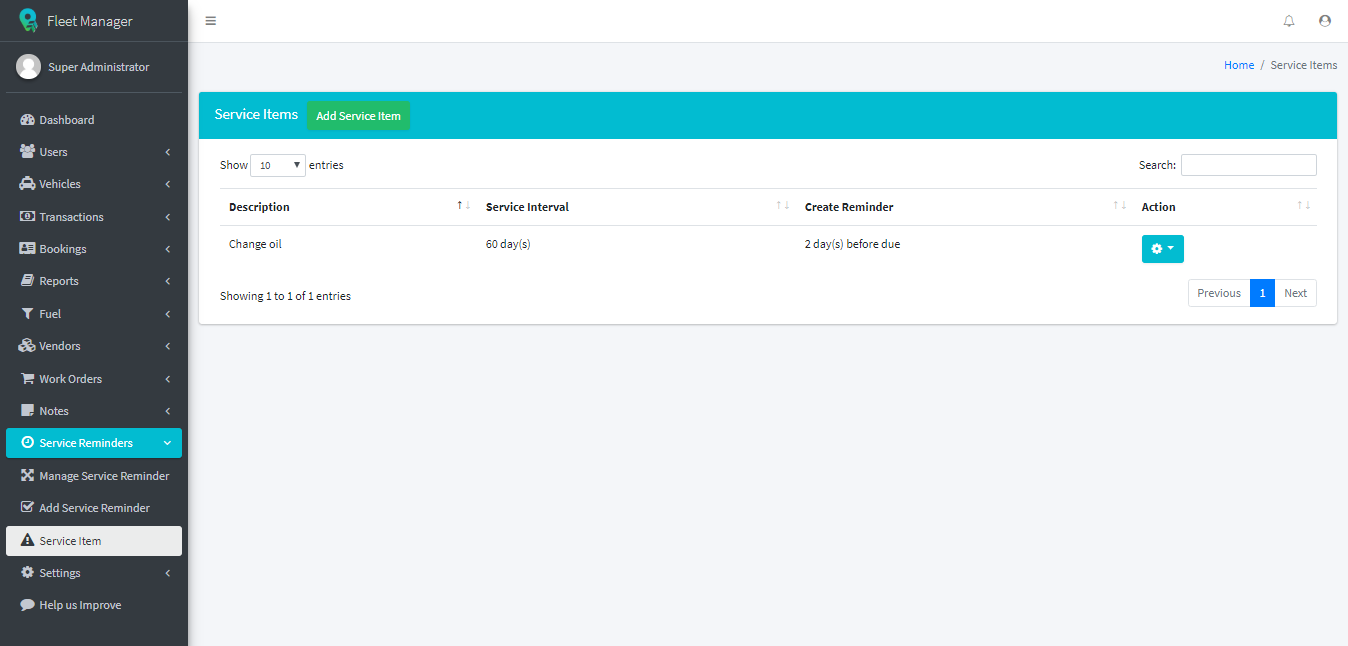 Fleet Manager
Super Administrator
Dashboard
Users
Vehicles
Transactions
Bookings
Reports
Fuel
Vendors
Work Orders
Notes
Service Reminders
Manage Service Reminder
Add Service Reminder
Service Item
Settings
Help us Improve
Home / Service Items
Service Items Add Service Item
Show 10 entries Search:
Description Service Interval Create Reminder Action
Change oil 60 day(s) 2 day(s) before due
Showing 1 to 1 of 1 entries Previous 1 Next